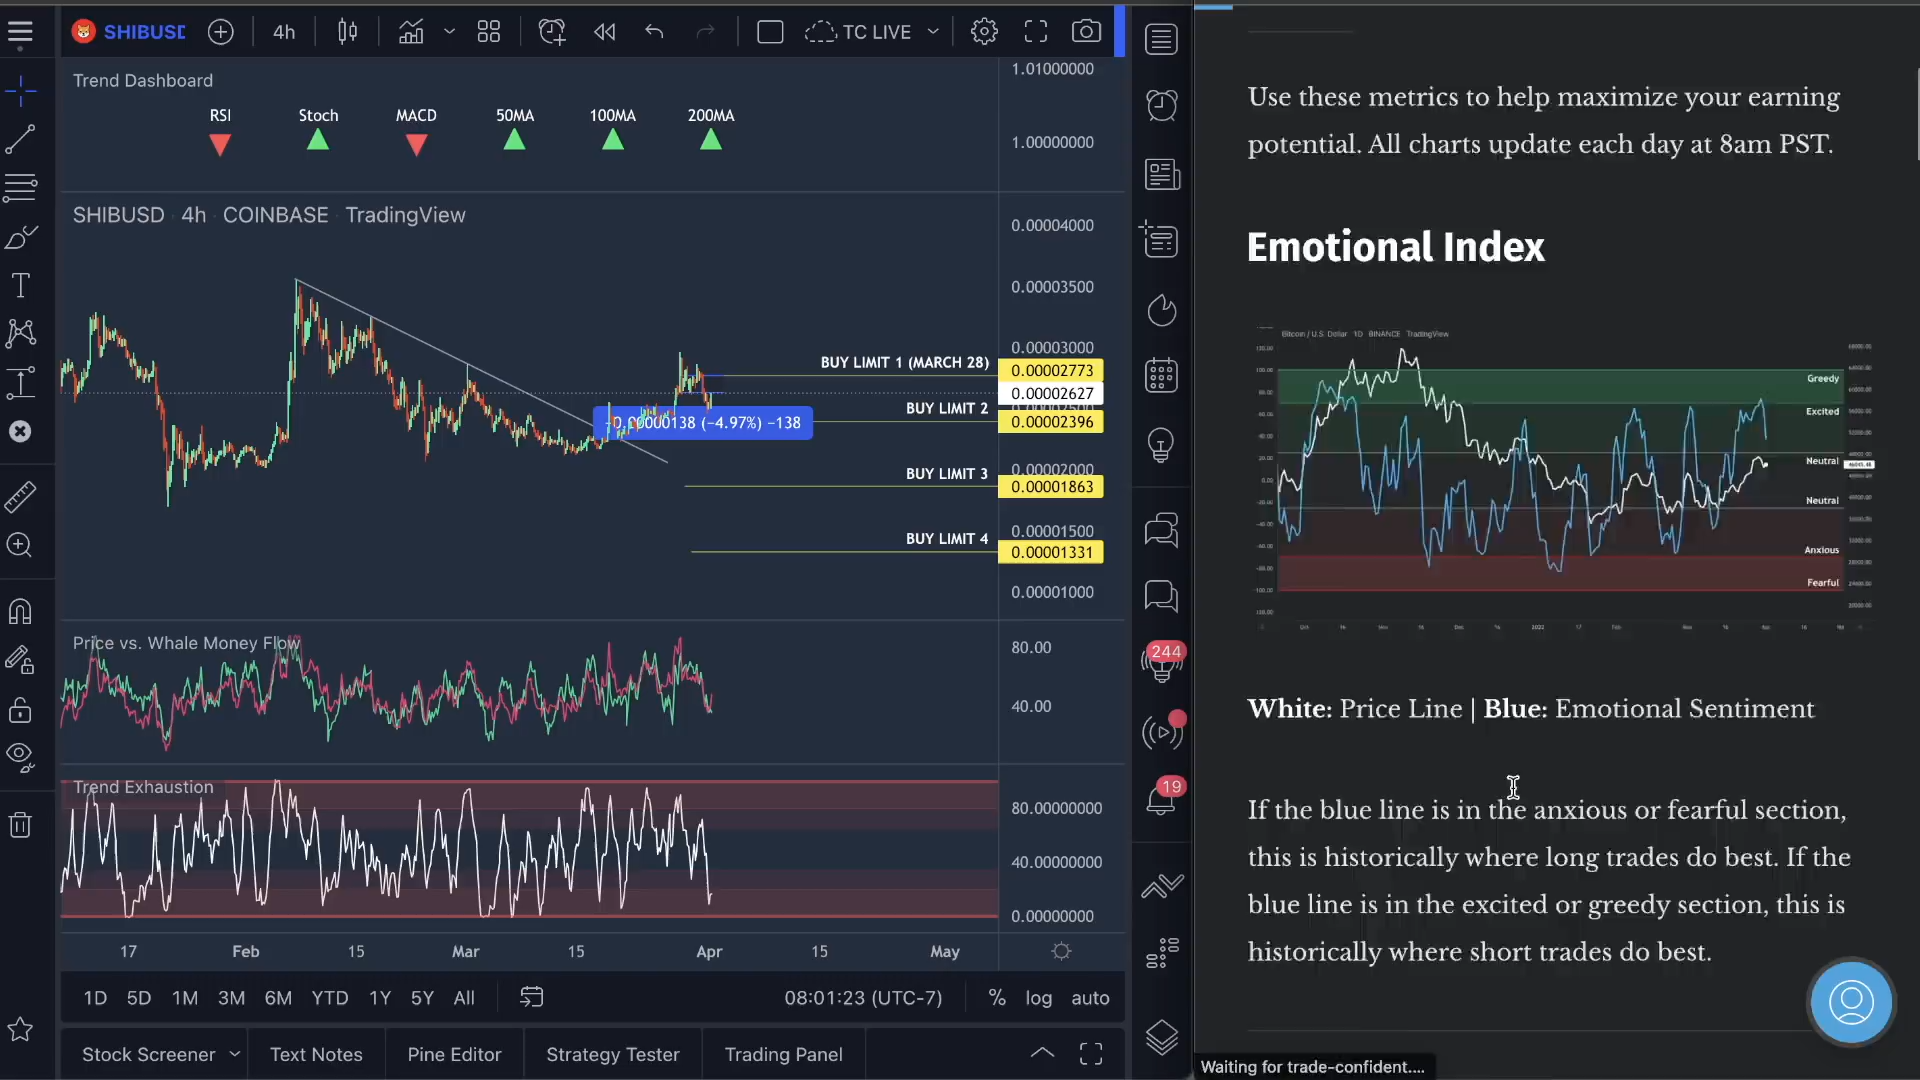 SHIBUSD
4h
TC LIVE
Trend Dashboard
RSI Stoch MACD 50MA 100MA 200MA
1.01000000
1.00000000
SHIBUSD · 4h · COINBASE TradingView
0.00004000
0.00003500
0.00003000
BUY LIMIT 1 (MARCH 28) 0.00002773
0.00002627
BUY LIMIT 2 0.00002396
-0.00000138 (-4.97%) -138
0.00002000
BUY LIMIT 3 0.00001863
0.00001500
BUY LIMIT 4 0.00001331
0.00001000
Price vs. Whale Money Flow
80.00
40.00
Trend Exhaustion
80.00000000
40.00000000
0.00000000
17 Feb 15 Mar 15 Apr 15 May
1D 5D 1M 3M 6M YTD 1Y 5Y All
08:01:23 (UTC-7) % log auto
Stock Screener Text Notes Pine Editor Strategy Tester Trading Panel
244
19
Use these metrics to help maximize your earning
potential. All charts update each day at 8am PST.
Emotional Index
Bitcoin / U.S. Dollar 1D BINANCE TradingView
Greedy
Excited
Neutral
Neutral
Anxious
Fearful
White: Price Line | Blue: Emotional Sentiment
If the blue line is in the anxious or fearful section,
this is historically where long trades do best. If the
blue line is in the excited or greedy section, this is
historically where short trades do best.
Waiting for trade-confident....